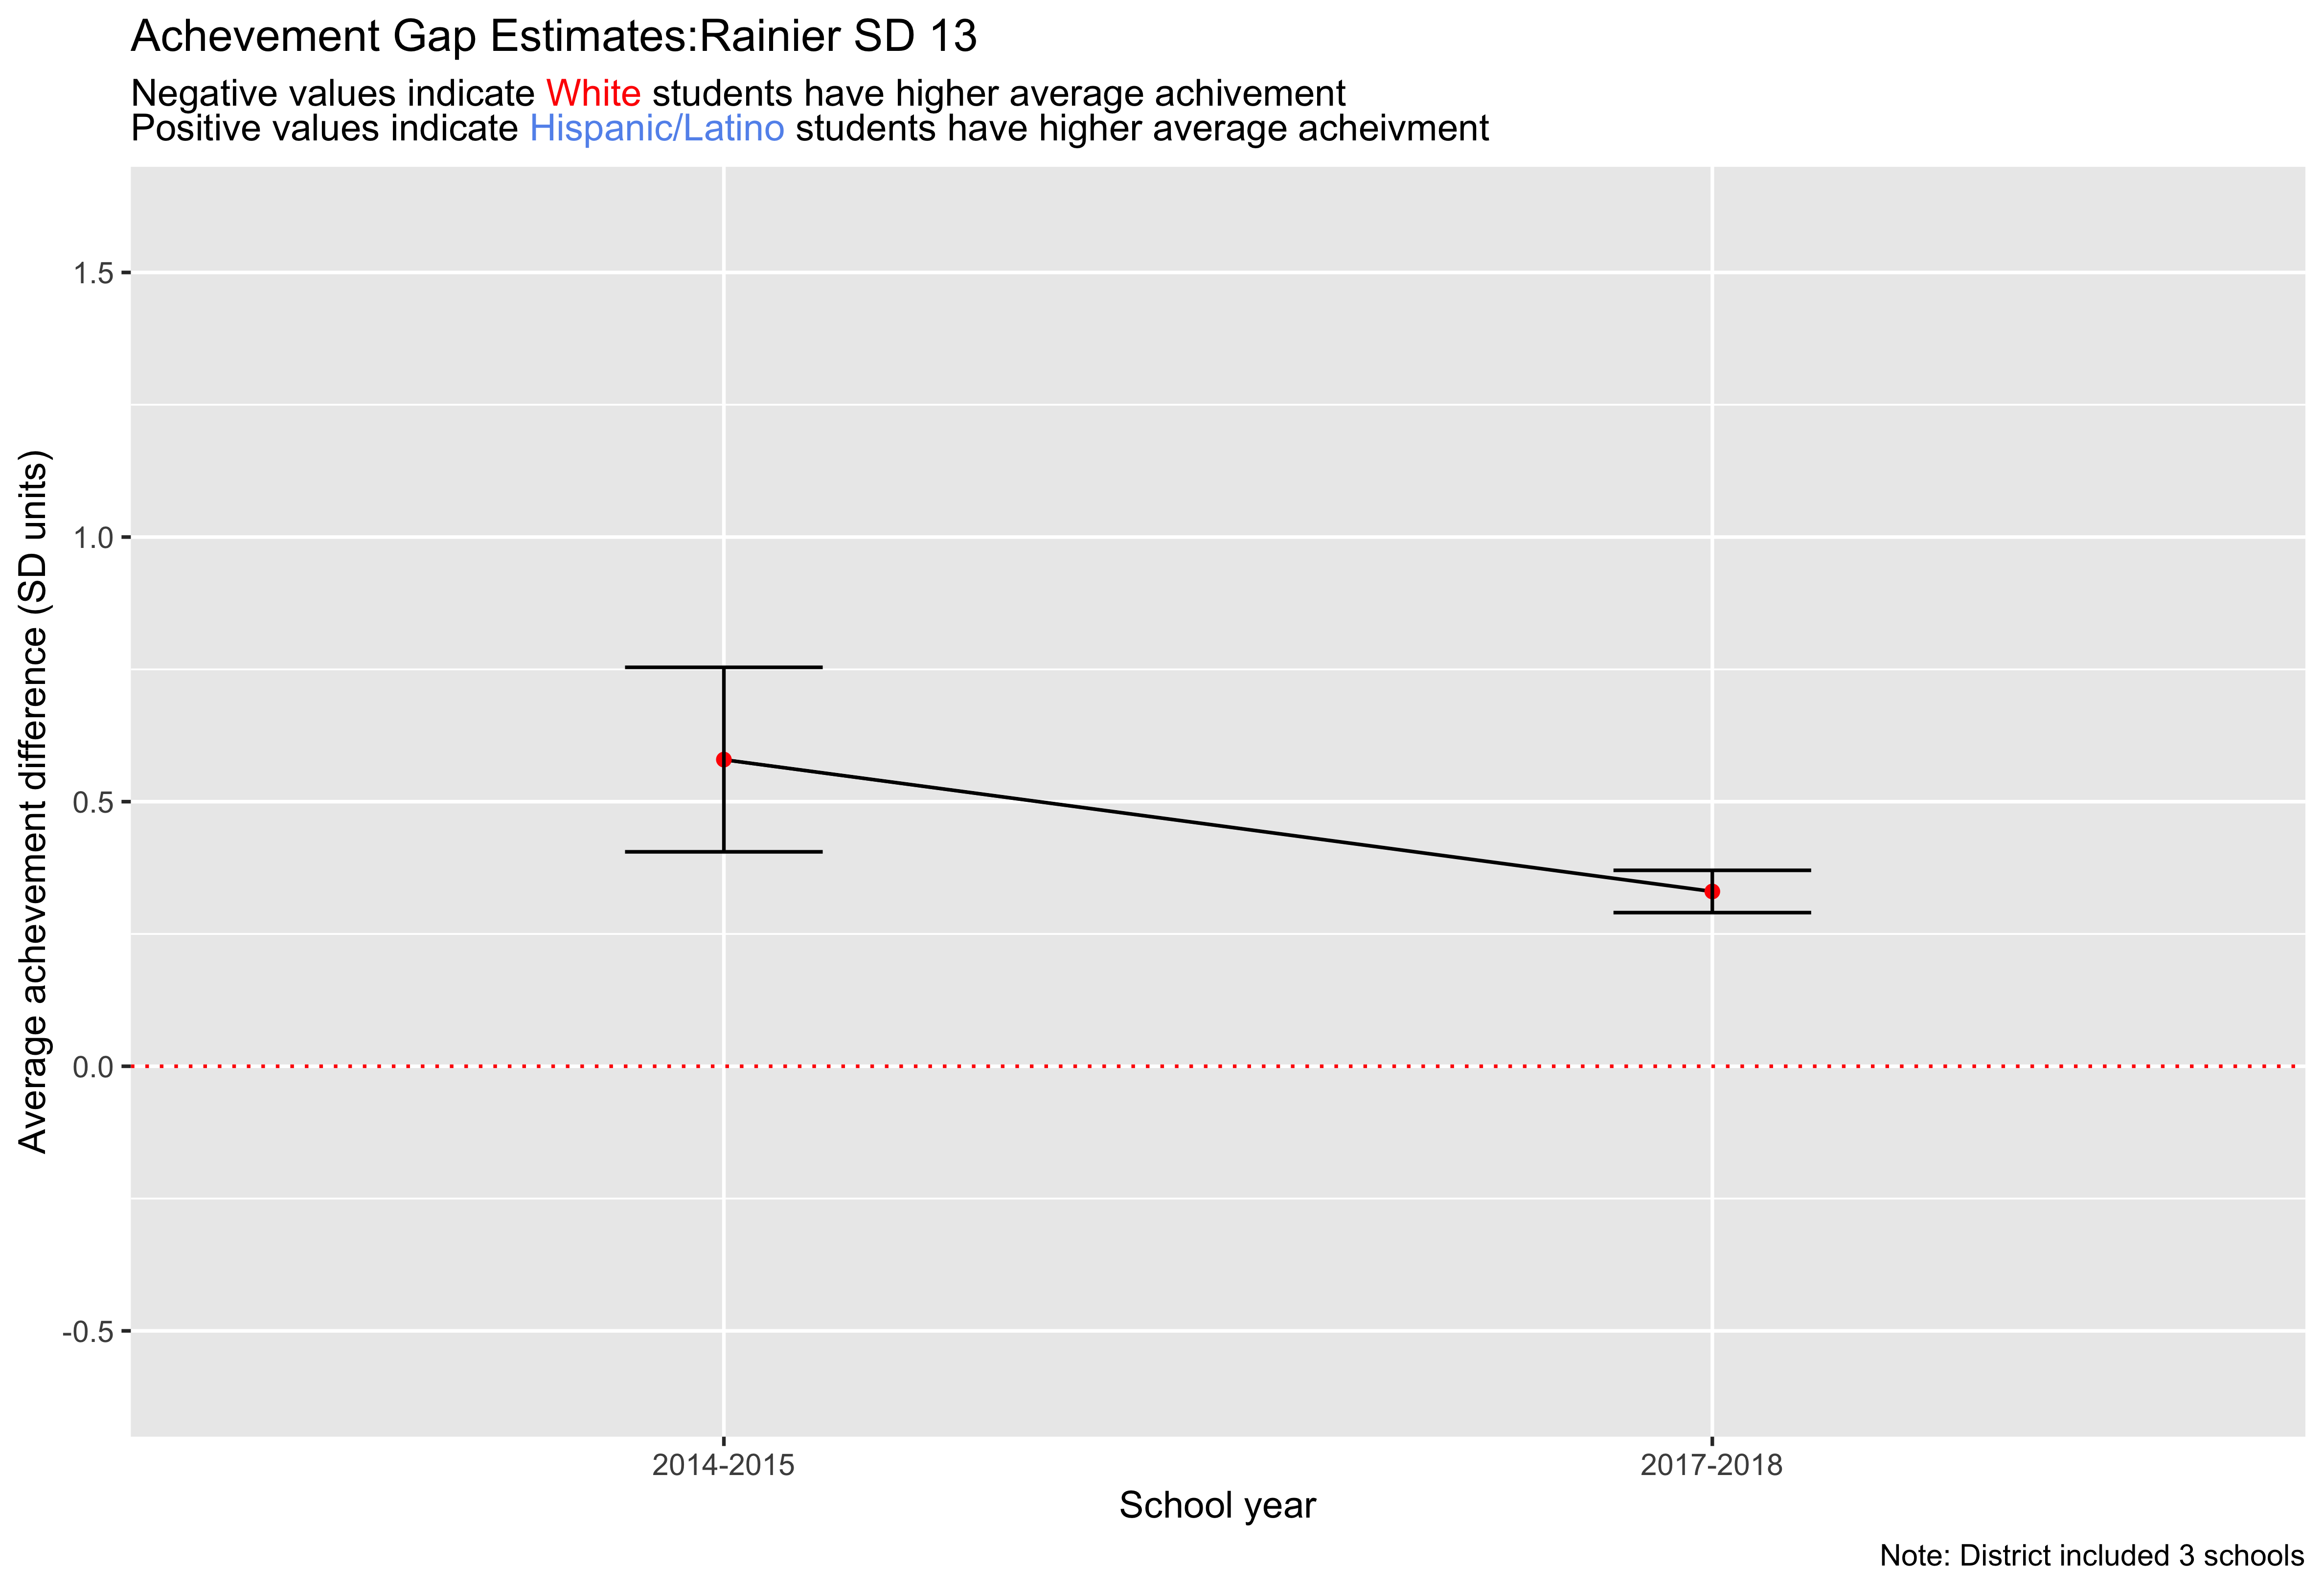 Achevement Gap Estimates:Rainier SD 13
Negative values indicate White students have higher average achivement
Positive values indicate Hispanic/Latino students have higher average acheivment
Average achevement difference (SD units)
1.5
1.0
0.5
0.0
-0.5
2014-2015
2017-2018
School year
Note: District included 3 schools